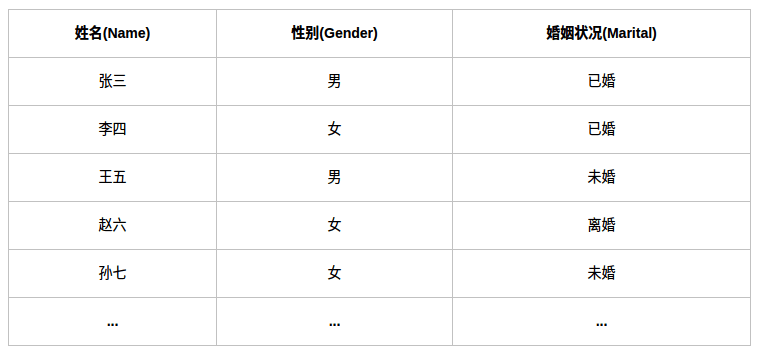 姓名(Name) 性别(Gender) 婚姻状况(Marital)
张三 男 已婚
李四 女 已婚
王五 男 未婚
赵六 女 离婚
孙七 女 未婚
... ... ...